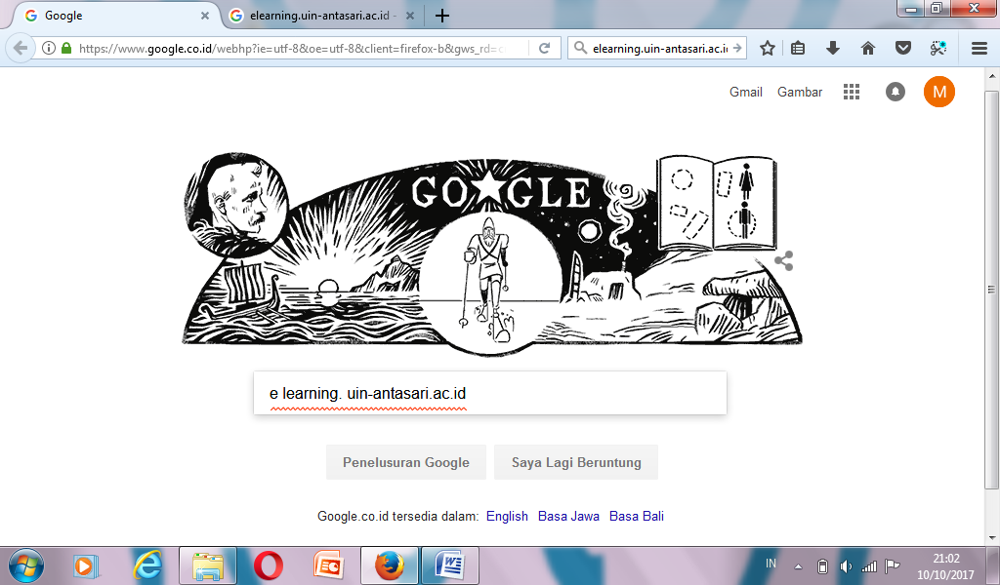 Google
elearning.uin-antasari.ac.id -
https://www.google.co.id/webhp?ie=utf-8&oe=utf-8&client=firefox-b&gws_rd=c
elearning.uin-antasari.ac.i
Gmail Gambar M
GOOGLE
e learning. uin-antasari.ac.id
Penelusuran Google Saya Lagi Beruntung
Google.co.id tersedia dalam: English Basa Jawa Basa Bali
IN 21:02
10/10/2017